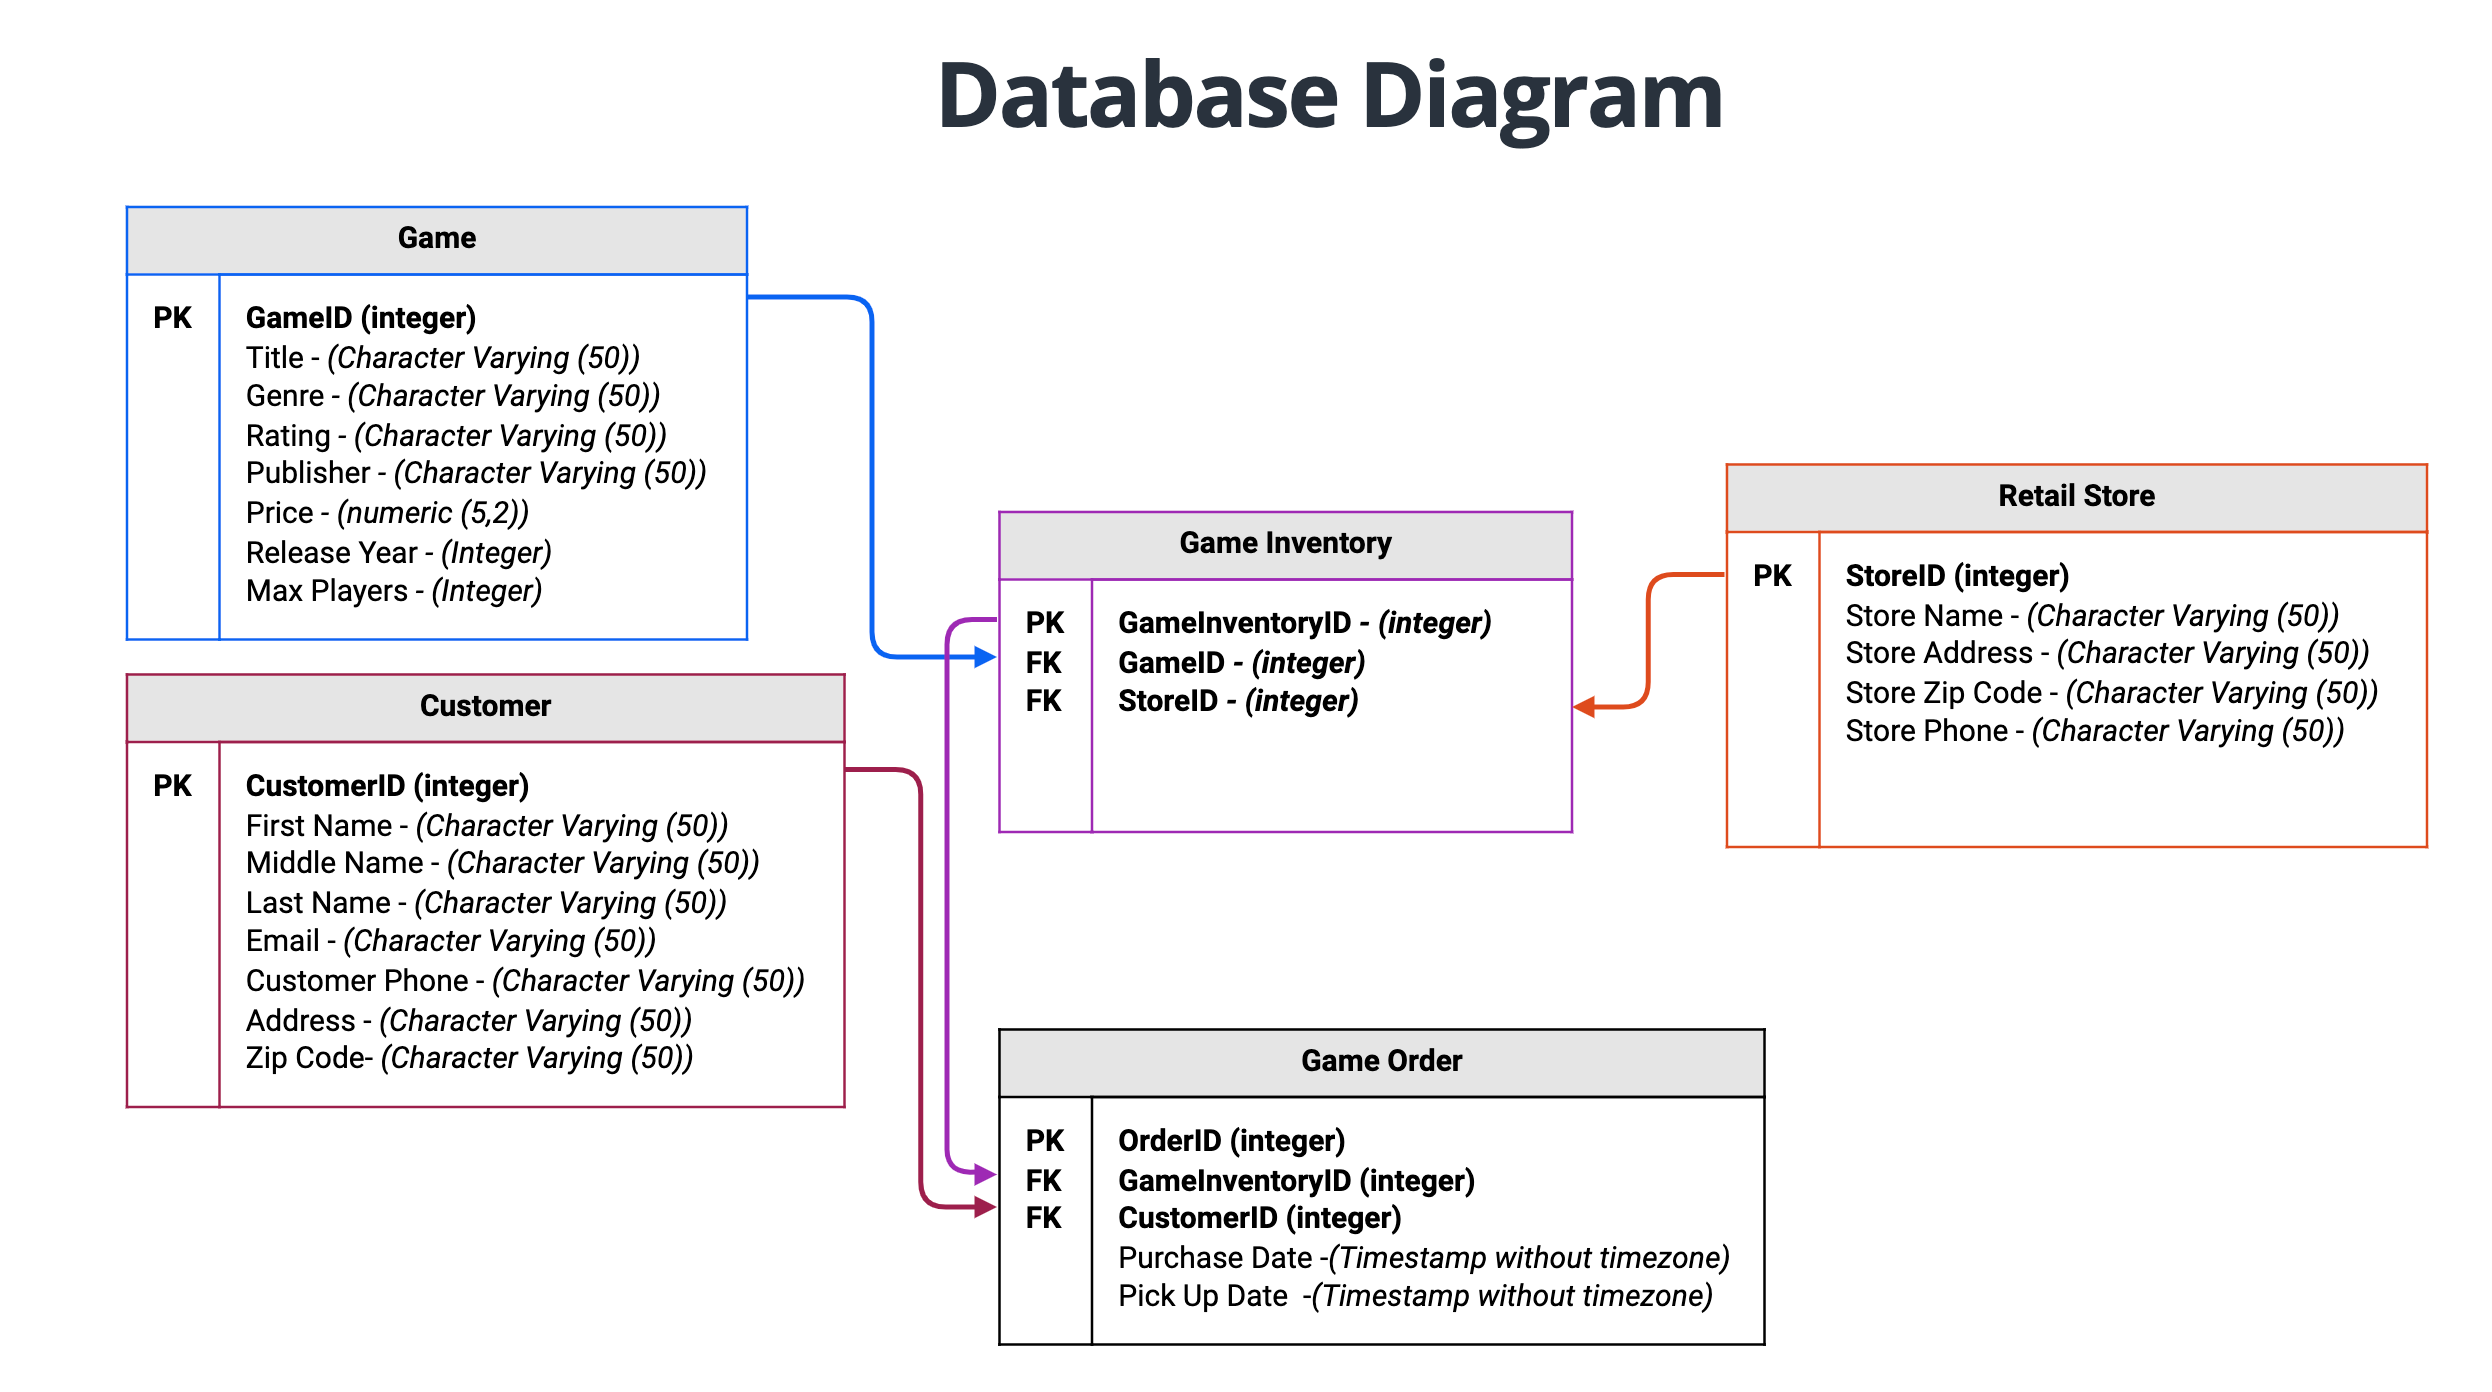 Database Diagram
Game
PK GameID (integer)
Title - (Character Varying (50))
Genre - (Character Varying (50))
Rating - (Character Varying (50))
Publisher - (Character Varying (50))
Price - (numeric (5,2))
Release Year - (Integer)
Max Players - (Integer)
Customer
PK CustomerID (integer)
First Name - (Character Varying (50))
Middle Name - (Character Varying (50))
Last Name - (Character Varying (50))
Email - (Character Varying (50))
Customer Phone - (Character Varying (50))
Address - (Character Varying (50))
Zip Code- (Character Varying (50))
Game Inventory
PK GameInventoryID - (integer)
FK GameID - (integer)
FK StoreID - (integer)
Retail Store
PK StoreID (integer)
Store Name - (Character Varying (50))
Store Address - (Character Varying (50))
Store Zip Code - (Character Varying (50))
Store Phone - (Character Varying (50))
Game Order
PK OrderID (integer)
FK GameInventoryID (integer)
FK CustomerID (integer)
Purchase Date -(Timestamp without timezone)
Pick Up Date  -(Timestamp without timezone)